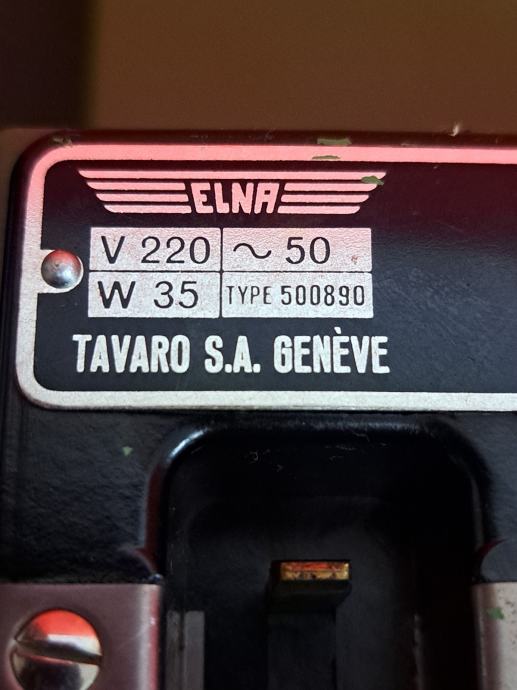 ELNA
V 220 ~ 50
W 35 TYPE 500890
TAVARO S.A. GENÈVE